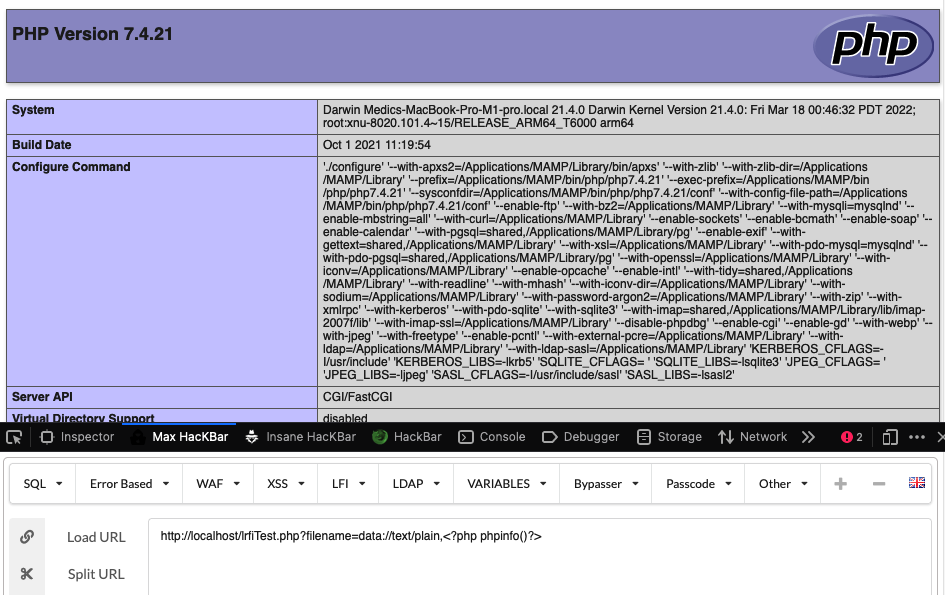 PHP Version 7.4.21
php
System
Darwin Medics-MacBook-Pro-M1-pro.local 21.4.0 Darwin Kernel Version 21.4.0: Fri Mar 18 00:46:32 PDT 2022;
root:xnu-8020.101.4~15/RELEASE_ARM64_T6000 arm64
Build Date
Oct 1 2021 11:19:54
Configure Command
'./configure' '--with-apxs2=/Applications/MAMP/Library/bin/apxs' '--with-zlib' '--with-zlib-dir=/Applications
/MAMP/Library' '--prefix=/Applications/MAMP/bin/php/php7.4.21' '--exec-prefix=/Applications/MAMP/bin
/php/php7.4.21' '--sysconfdir=/Applications/MAMP/bin/php/php7.4.21/conf' '--with-config-file-path=/Applications
/MAMP/bin/php/php7.4.21/conf' '--enable-ftp' '--with-bz2=/Applications/MAMP/Library' '--with-mysqli=mysqlnd' '--
enable-mbstring=all' '--with-curl=/Applications/MAMP/Library' '--enable-sockets' '--enable-bcmath' '--enable-soap' '--
enable-calendar' '--with-pgsql=shared,/Applications/MAMP/Library/pg' '--enable-exif' '--with-
gettext=shared,/Applications/MAMP/Library' '--with-xsl=/Applications/MAMP/Library' '--with-pdo-mysql=mysqlnd' '--
with-pdo-pgsql=shared,/Applications/MAMP/Library/pg' '--with-openssl=/Applications/MAMP/Library' '--with-
iconv=/Applications/MAMP/Library' '--enable-opcache' '--enable-intl' '--with-tidy=shared,/Applications
/MAMP/Library' '--with-readline' '--with-mhash' '--with-iconv-dir=/Applications/MAMP/Library' '--with-
sodium=/Applications/MAMP/Library' '--with-password-argon2=/Applications/MAMP/Library' '--with-zip' '--with-
xmlrpc' '--with-kerberos' '--with-pdo-sqlite' '--with-sqlite3' '--with-imap=shared,/Applications/MAMP/Library/lib/imap-
2007f/lib' '--with-imap-ssl=/Applications/MAMP/Library' '--disable-phpdbg' '--enable-cgi' '--enable-gd' '--with-webp' '--
with-jpeg' '--with-freetype' '--enable-pcntl' '--with-external-pcre=/Applications/MAMP/Library' '--with-
ldap=/Applications/MAMP/Library' '--with-ldap-sasl=/Applications/MAMP/Library' 'KERBEROS_CFLAGS=-
I/usr/include' 'KERBEROS_LIBS=-lkrb5' 'SQLITE_CFLAGS= ' 'SQLITE_LIBS=-lsqlite3' 'JPEG_CFLAGS= '
'JPEG_LIBS=-ljpeg' 'SASL_CFLAGS=-I/usr/include/sasl' 'SASL_LIBS=-lsasl2'
Server API
CGI/FastCGI
Virtual Directory Support
disabled
Inspector Max HacKBar Insane HacKBar HackBar Console Debugger Storage Network 2
SQL Error Based WAF XSS LFI LDAP VARIABLES Bypasser Passcode Other
Load URL
http://localhost/lrfiTest.php?filename=data://text/plain,<?php phpinfo()?>
Split URL